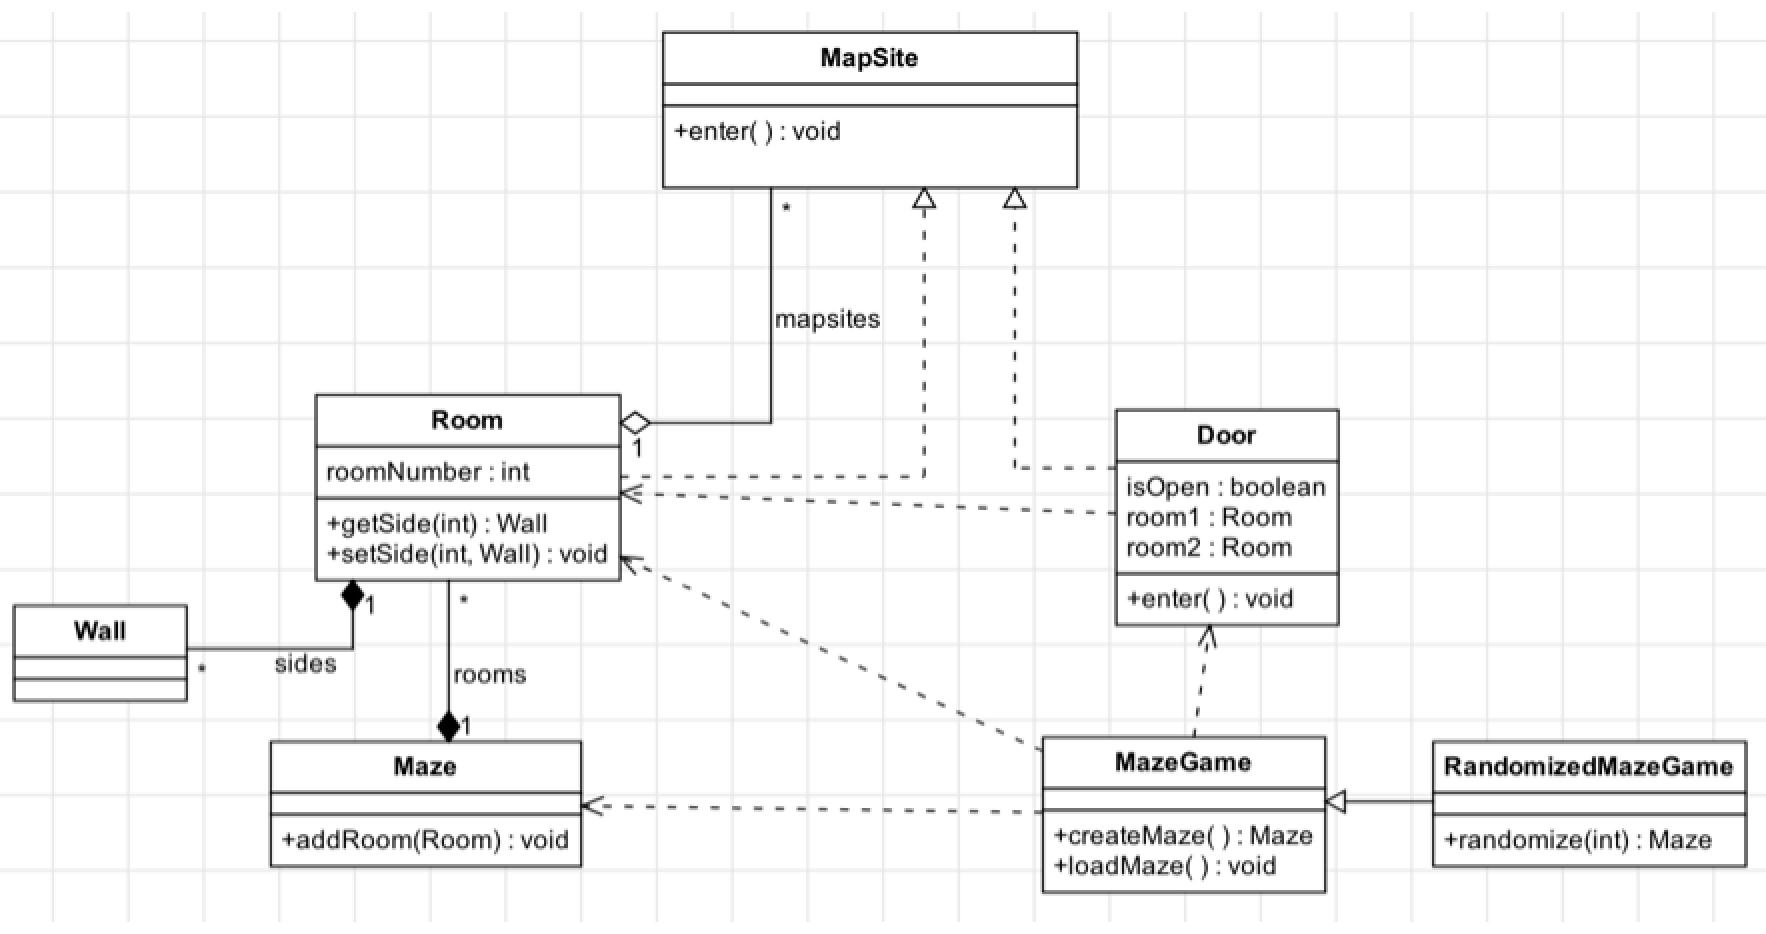 MapSite
+enter( ) : void
*
mapsites
Room
1
roomNumber : int
+getSide(int) : Wall
+setSide(int, Wall) : void
Door
isOpen : boolean
room1 : Room
room2 : Room
+enter( ) : void
1
*
Wall
*
sides
rooms
1
Maze
+addRoom(Room) : void
MazeGame
+createMaze( ) : Maze
+loadMaze( ) : void
RandomizedMazeGame
+randomize(int) : Maze